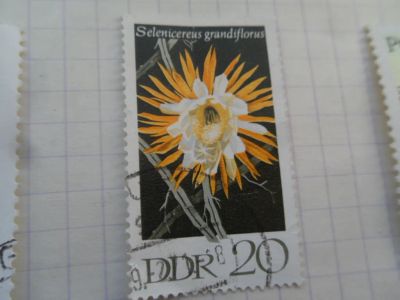 Selenicereus grandiflorus
DDR 20